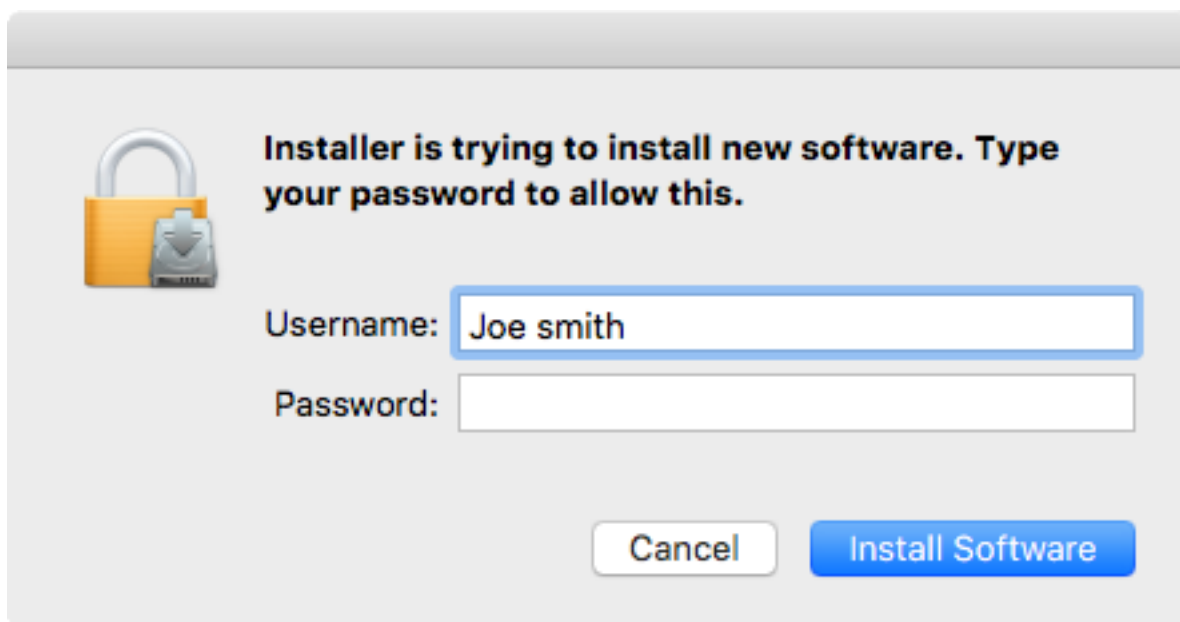 Installer is trying to install new software. Type
your password to allow this.
Username: Joe smith
Password:
Cancel Install Software